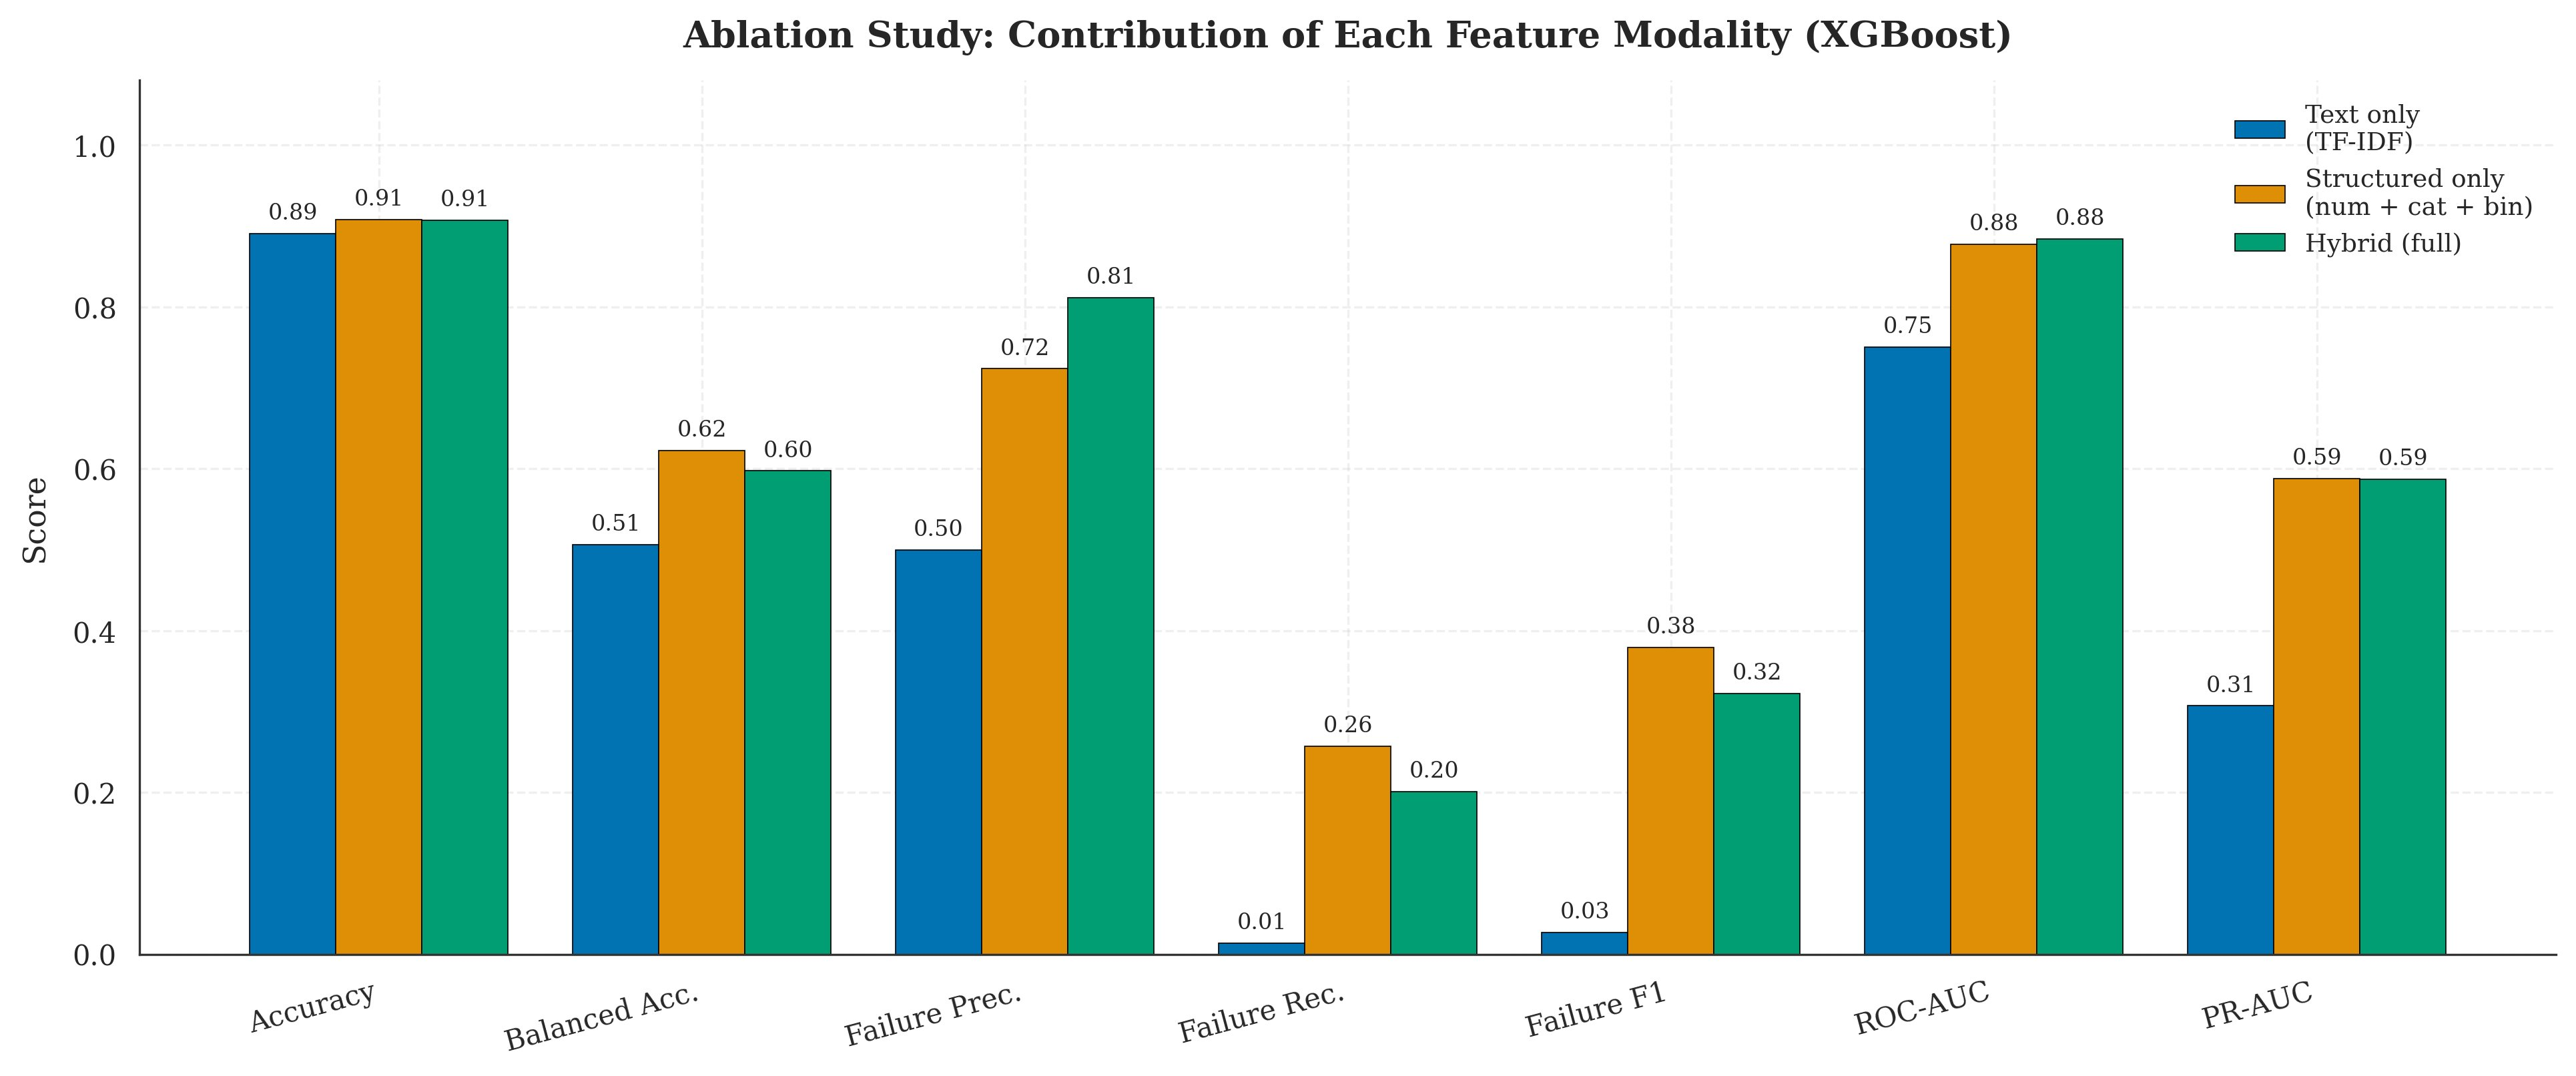 Ablation Study: Contribution of Each Feature Modality (XGBoost)
Text only
(TF-IDF)
Structured only
(num + cat + bin)
Hybrid (full)
Score
1.0
0.8
0.6
0.4
0.2
0.0
0.89 0.91 0.91
0.51 0.62 0.60
0.50 0.72 0.81
0.01 0.26 0.20
0.03 0.38 0.32
0.75 0.88 0.88
0.31 0.59 0.59
Accuracy
Balanced Acc.
Failure Prec.
Failure Rec.
Failure F1
ROC-AUC
PR-AUC